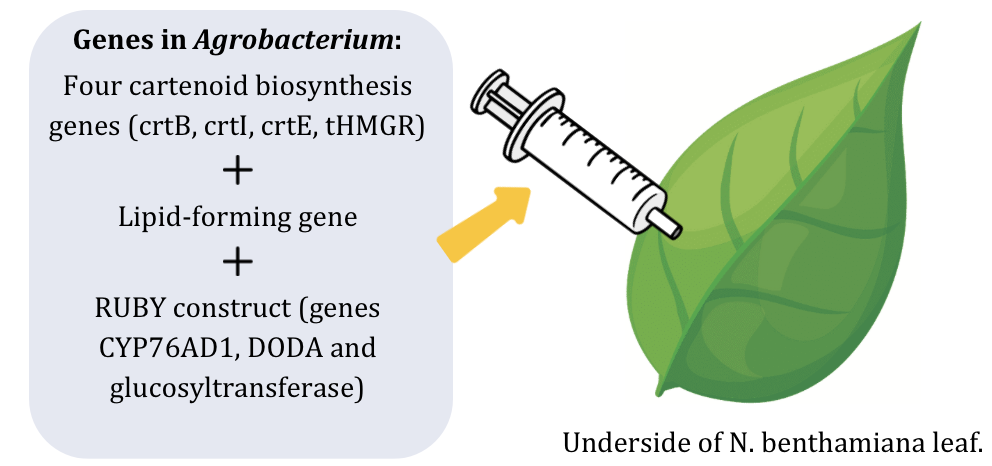 Genes in Agrobacterium:
Four cartenoid biosynthesis
genes (crtB, crtI, crtE, tHMGR)
+
Lipid-forming gene
+
RUBY construct (genes
CYP76AD1, DODA and
glucosyltransferase)
Underside of N. benthamiana leaf.